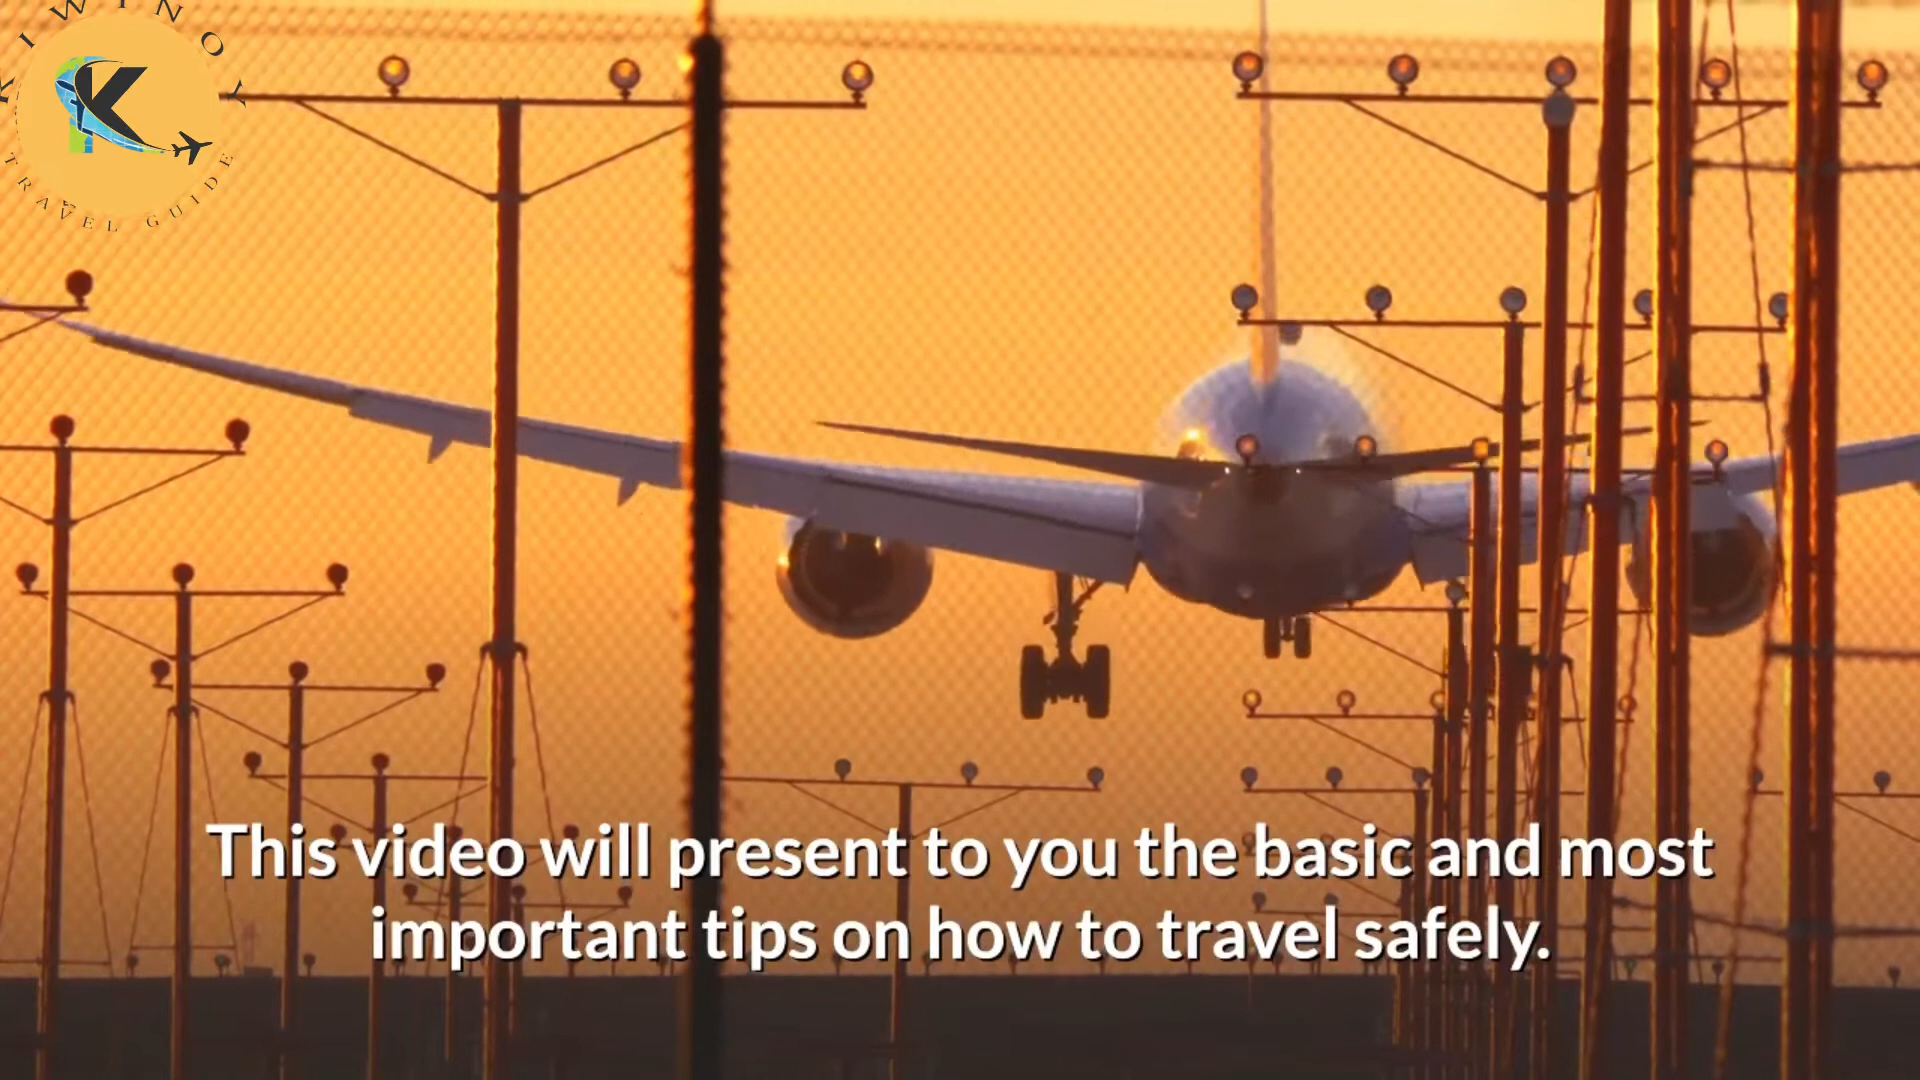 KIWINOY
K
TRAVEL GUIDE
This video will present to you the basic and most
important tips on how to travel safely.